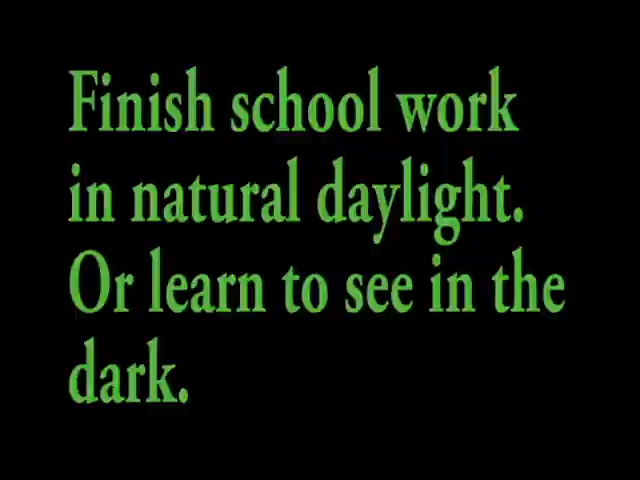 Finish school work
in natural daylight.
Or learn to see in the
dark.